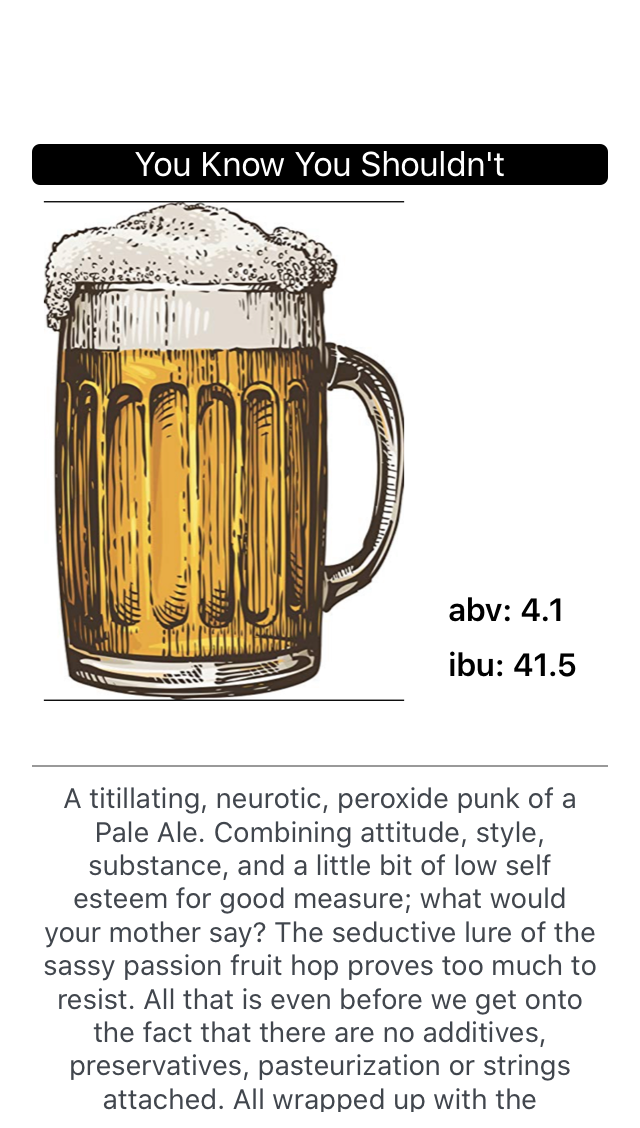 You Know You Shouldn't
abv: 4.1
ibu: 41.5
A titillating, neurotic, peroxide punk of a
Pale Ale. Combining attitude, style,
substance, and a little bit of low self
esteem for good measure; what would
your mother say? The seductive lure of the
sassy passion fruit hop proves too much to
resist. All that is even before we get onto
the fact that there are no additives,
preservatives, pasteurization or strings
attached. All wrapped up with the